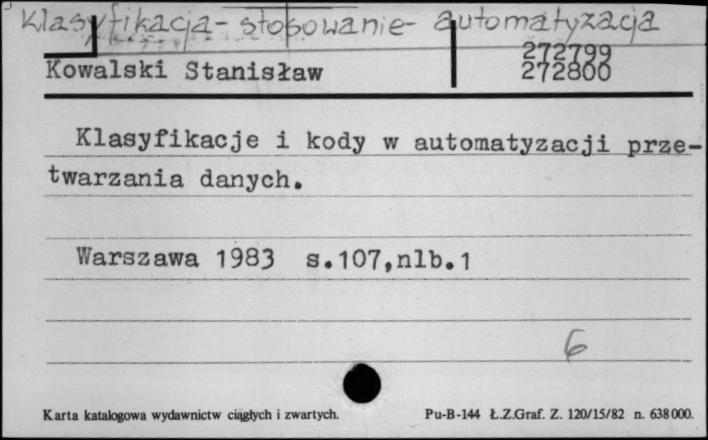 Klasyfikacja - stosowanie - automatyzacja
272799
Kowalski Stanisław 272800
Klasyfikacje i kody w automatyzacji prze-
twarzania danych.
Warszawa 1983 s.107,nlb.1
6
Karta katalogowa wydawnictw ciągłych i zwartych. Pu-B-144 Ł.Z.Graf. Z. 120/15/82 n. 638000.